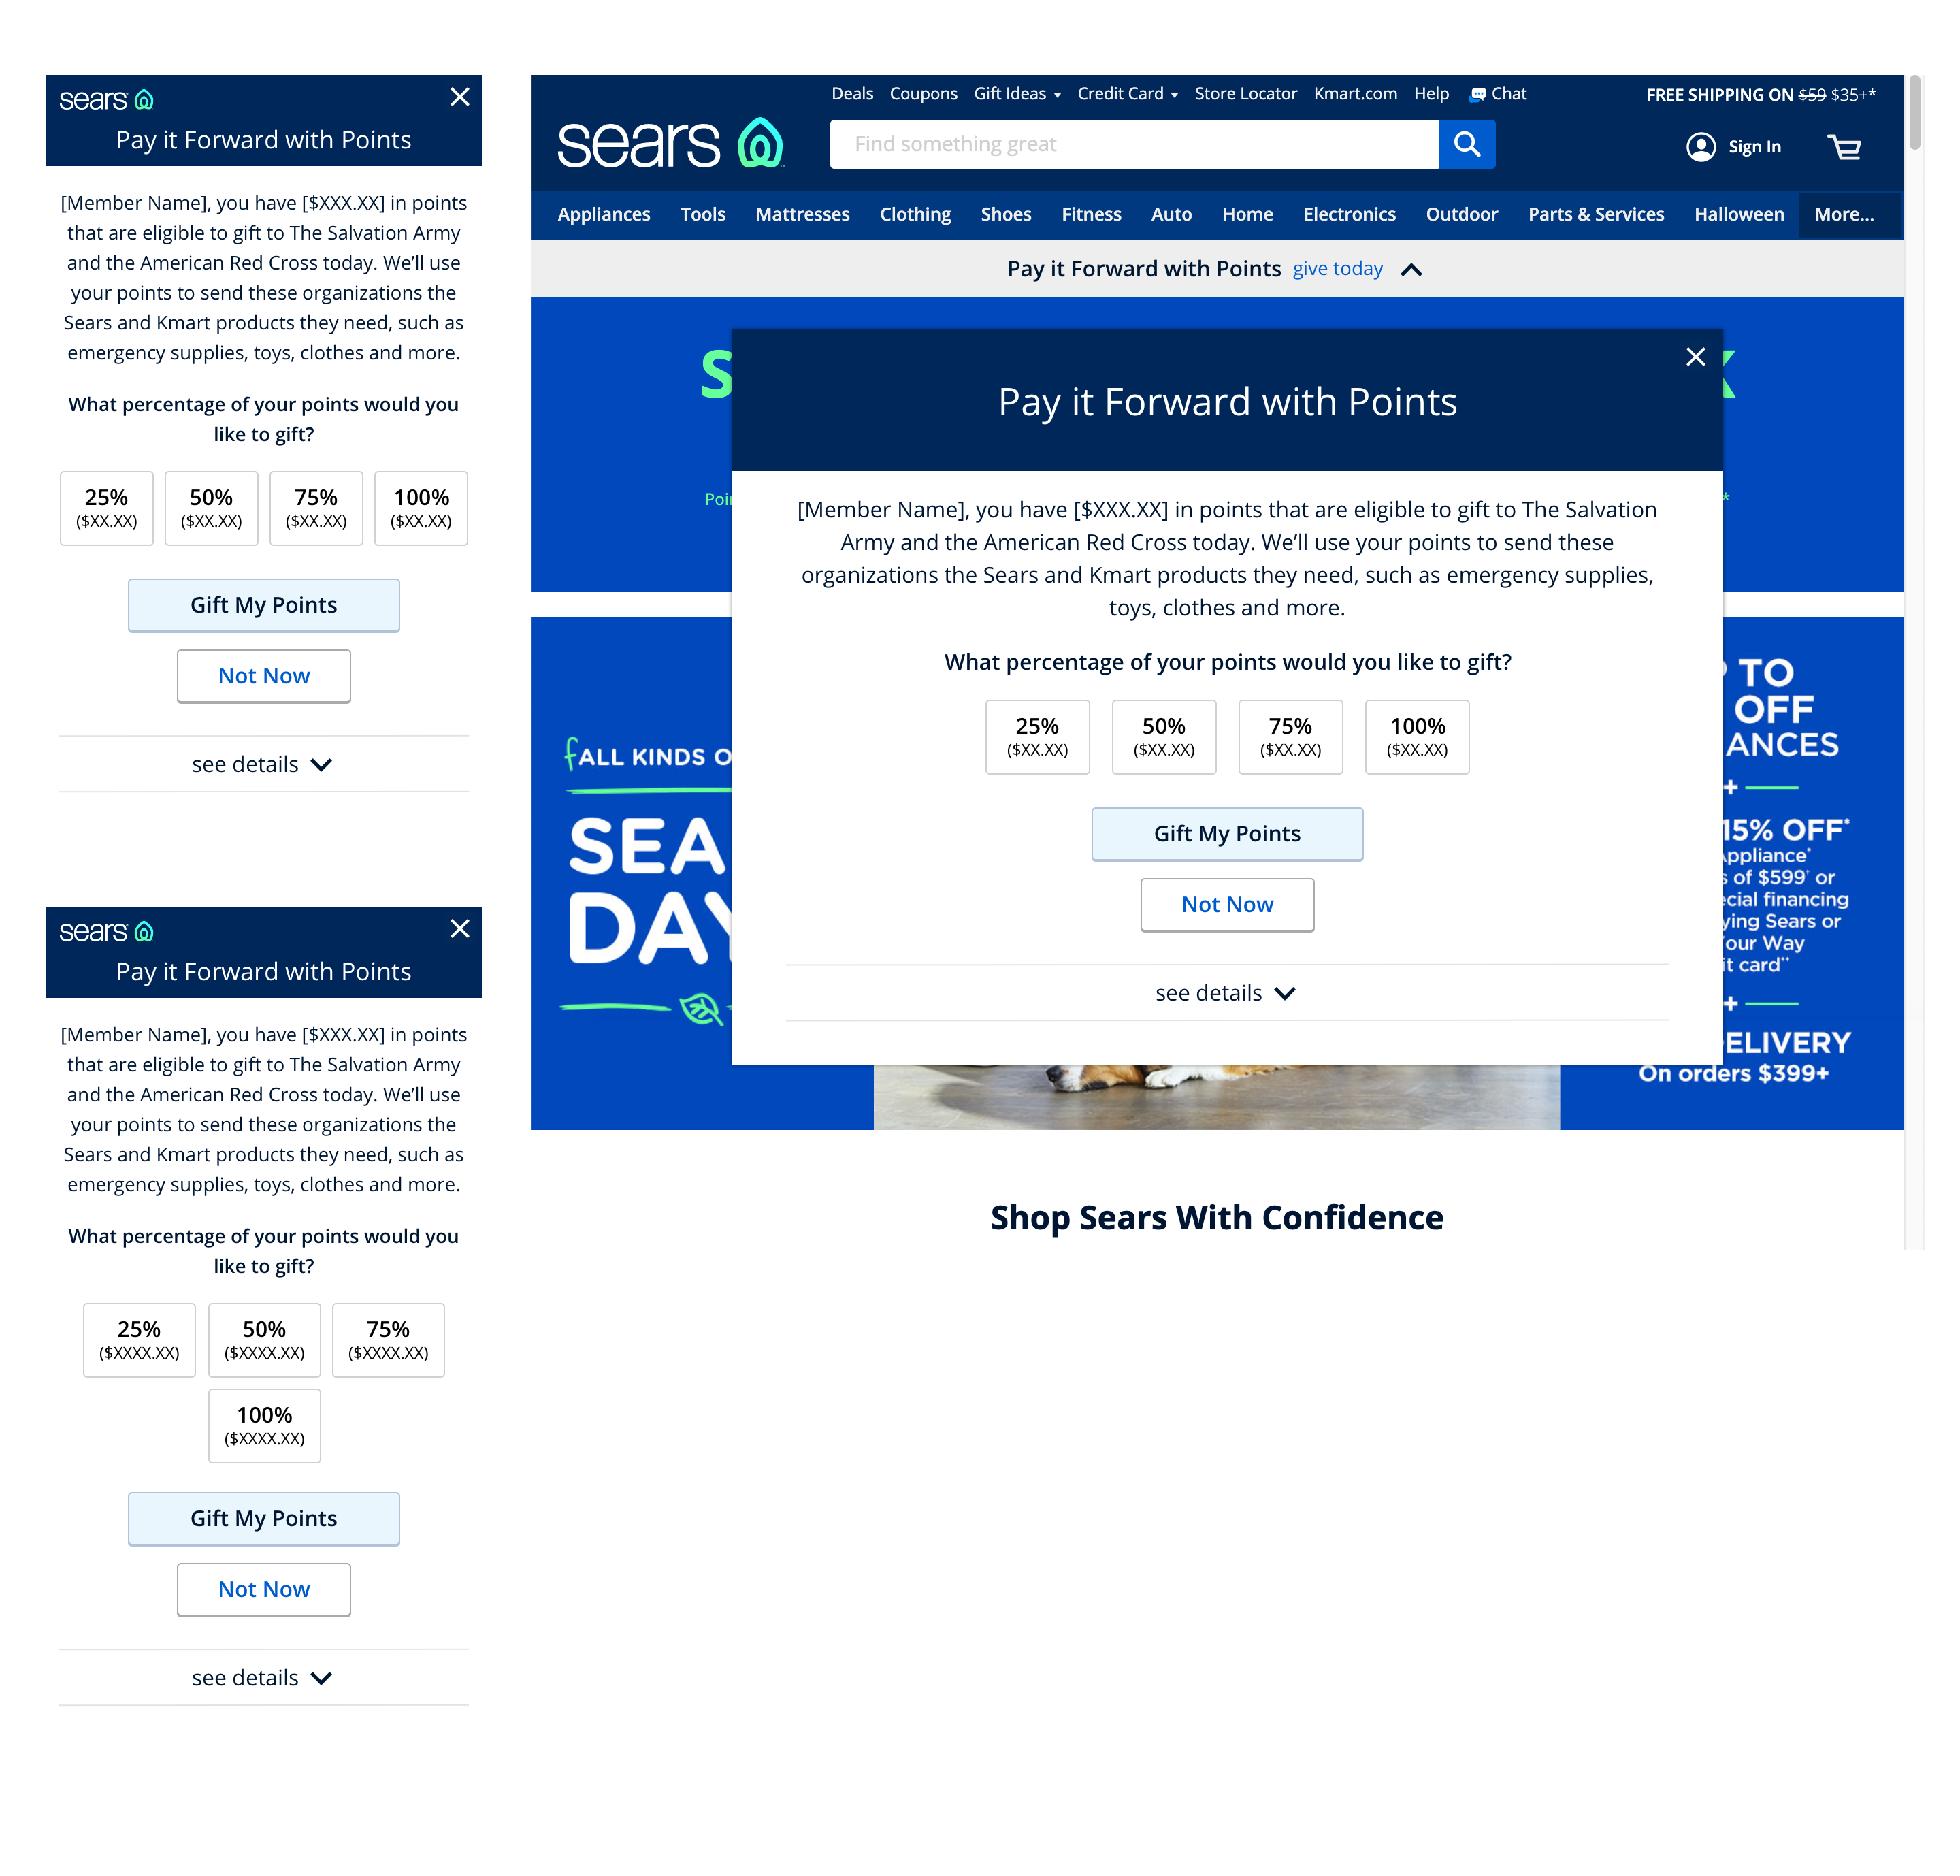 sears
Pay it Forward with Points
[Member Name], you have [$XXX.XX] in points
that are eligible to gift to The Salvation Army
and the American Red Cross today. We’ll use
your points to send these organizations the
Sears and Kmart products they need, such as
emergency supplies, toys, clothes and more.
What percentage of your points would you
like to gift?
25% 50% 75% 100%
($XX.XX) ($XX.XX) ($XX.XX) ($XX.XX)
Gift My Points
Not Now
see details
sears
Pay it Forward with Points
[Member Name], you have [$XXX.XX] in points
that are eligible to gift to The Salvation Army
and the American Red Cross today. We’ll use
your points to send these organizations the
Sears and Kmart products they need, such as
emergency supplies, toys, clothes and more.
What percentage of your points would you
like to gift?
25% 50% 75%
($XXXX.XX) ($XXXX.XX) ($XXXX.XX)
100%
($XXXX.XX)
Gift My Points
Not Now
see details
Deals Coupons Gift Ideas Credit Card Store Locator Kmart.com Help Chat FREE SHIPPING ON $59 $35+*
sears™ Find something great Sign In
Appliances Tools Mattresses Clothing Shoes Fitness Auto Home Electronics Outdoor Parts & Services Halloween More...
Pay it Forward with Points give today
Pay it Forward with Points
[Member Name], you have [$XXX.XX] in points that are eligible to gift to The Salvation
Army and the American Red Cross today. We’ll use your points to send these
organizations the Sears and Kmart products they need, such as emergency supplies,
toys, clothes and more.
What percentage of your points would you like to gift?
25% 50% 75% 100%
($XX.XX) ($XX.XX) ($XX.XX) ($XX.XX)
Gift My Points
Not Now
see details
fALL KINDS O
SEA
DAY
TO
OFF
ANCES
+
15% OFF*
ppliance*
s of $599† or
cial financing
ying Sears or
our Way
it card**
+
ELIVERY
On orders $399+
Shop Sears With Confidence